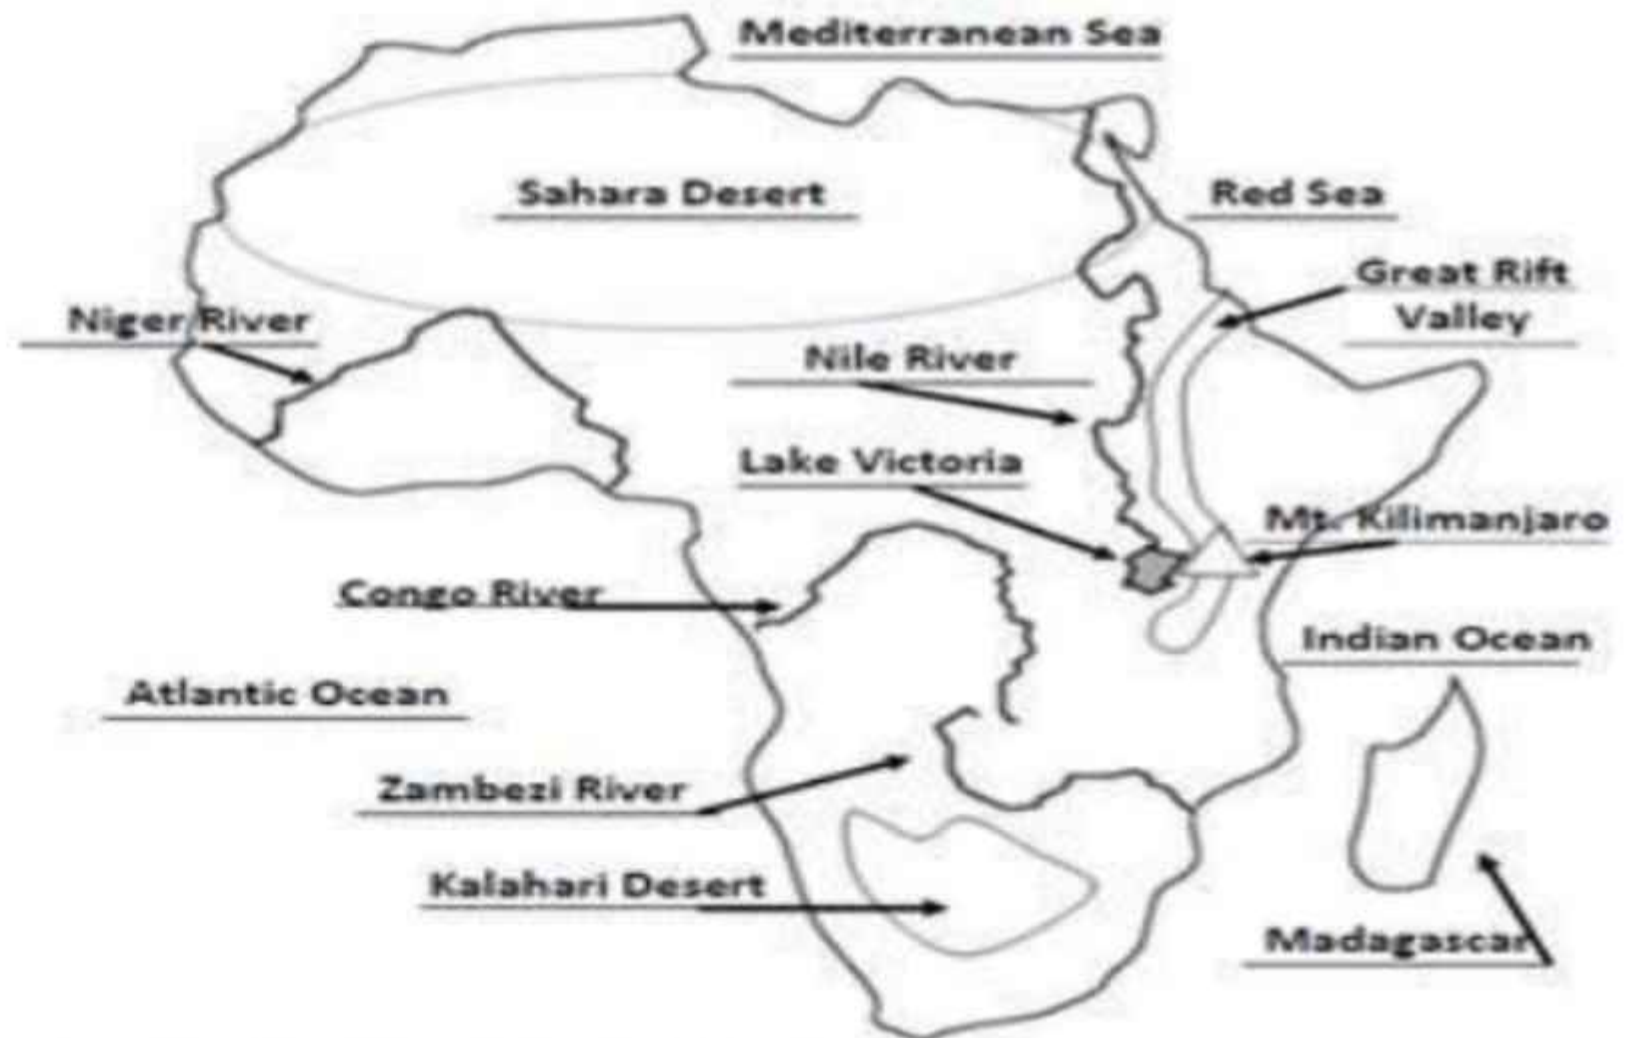 Mediterranean Sea
Sahara Desert
Red Sea
Great Rift
Valley
Niger River
Nile River
Lake Victoria
Mt. Kilimanjaro
Congo River
Indian Ocean
Atlantic Ocean
Zambezi River
Kalahari Desert
Madagascar